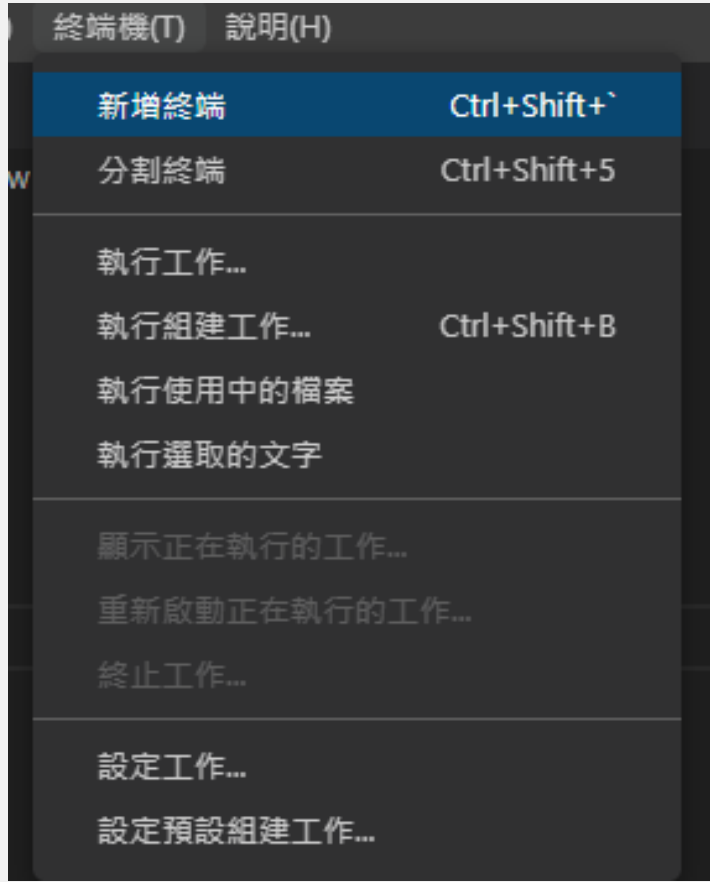 ) 終端機(T) 說明(H)
新增終端 Ctrl+Shift+`
分割終端 Ctrl+Shift+5
w
執行工作...
執行組建工作... Ctrl+Shift+B
執行使用中的檔案
執行選取的文字
顯示正在執行的工作...
重新啟動正在執行的工作...
終止工作...
設定工作...
設定預設組建工作...